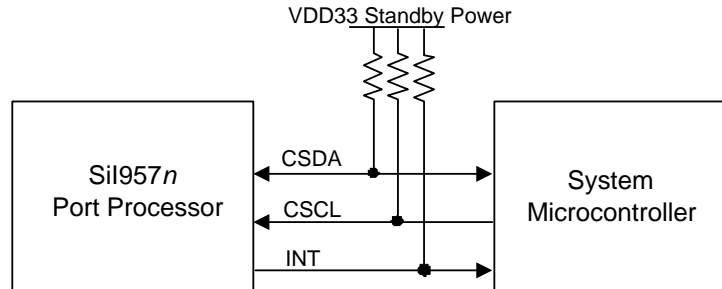 VDD33 Standby Power
SiI957n
Port Processor
CSDA
CSCL
INT
System
Microcontroller